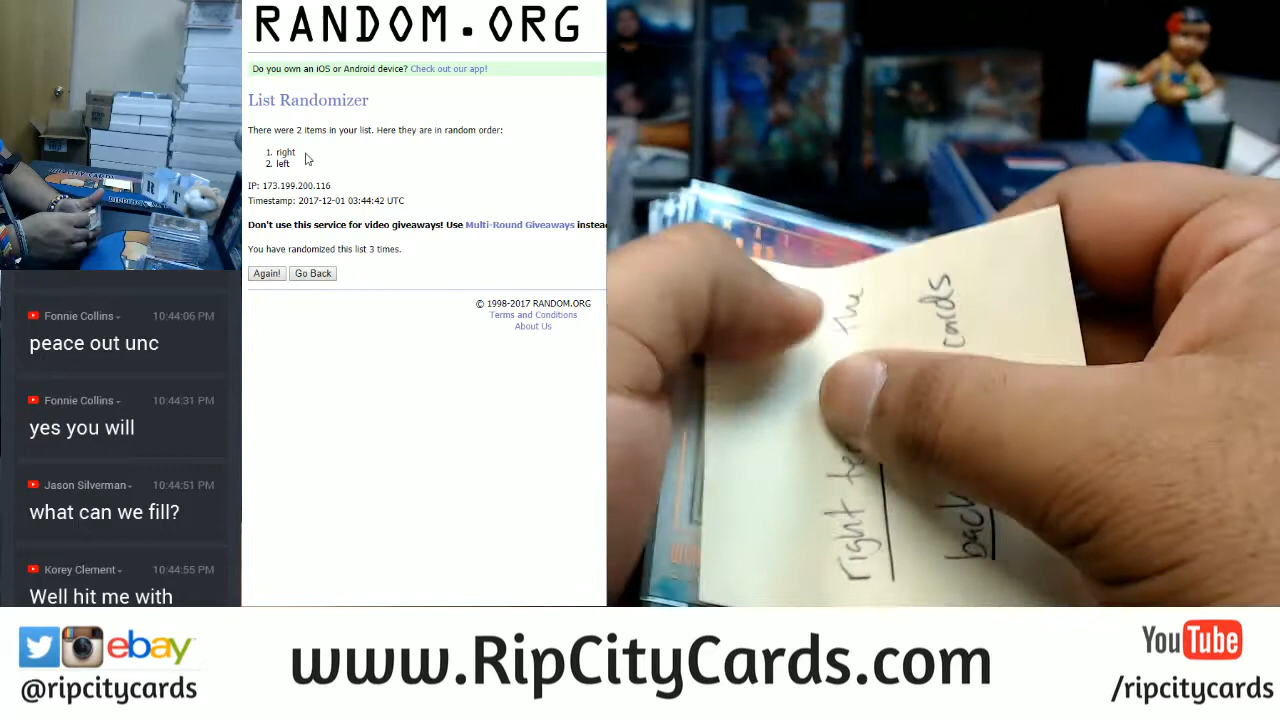 RANDOM.ORG
Do you own an iOS or Android device? Check out our app!
List Randomizer
There were 2 items in your list. Here they are in random order:
1. right
2. left
IP: 173.199.200.116
Timestamp: 2017-12-01 03:44:42 UTC
Don't use this service for video giveaways! Use Multi-Round Giveaways
You have randomized this list 3 times.
Again! Go Back
© 1998-2017 RANDOM.ORG
Terms and Conditions
About Us
Fonnie Collins 10:44:06 PM
peace out unc
Fonnie Collins 10:44:31 PM
yes you will
Jason Silverman 10:44:51 PM
what can we fill?
Korey Clement 10:44:55 PM
Well hit me with
right the
back cards
R T
ebay
@ripcitycards
www.RipCityCards.com
YouTube
/ripcitycards